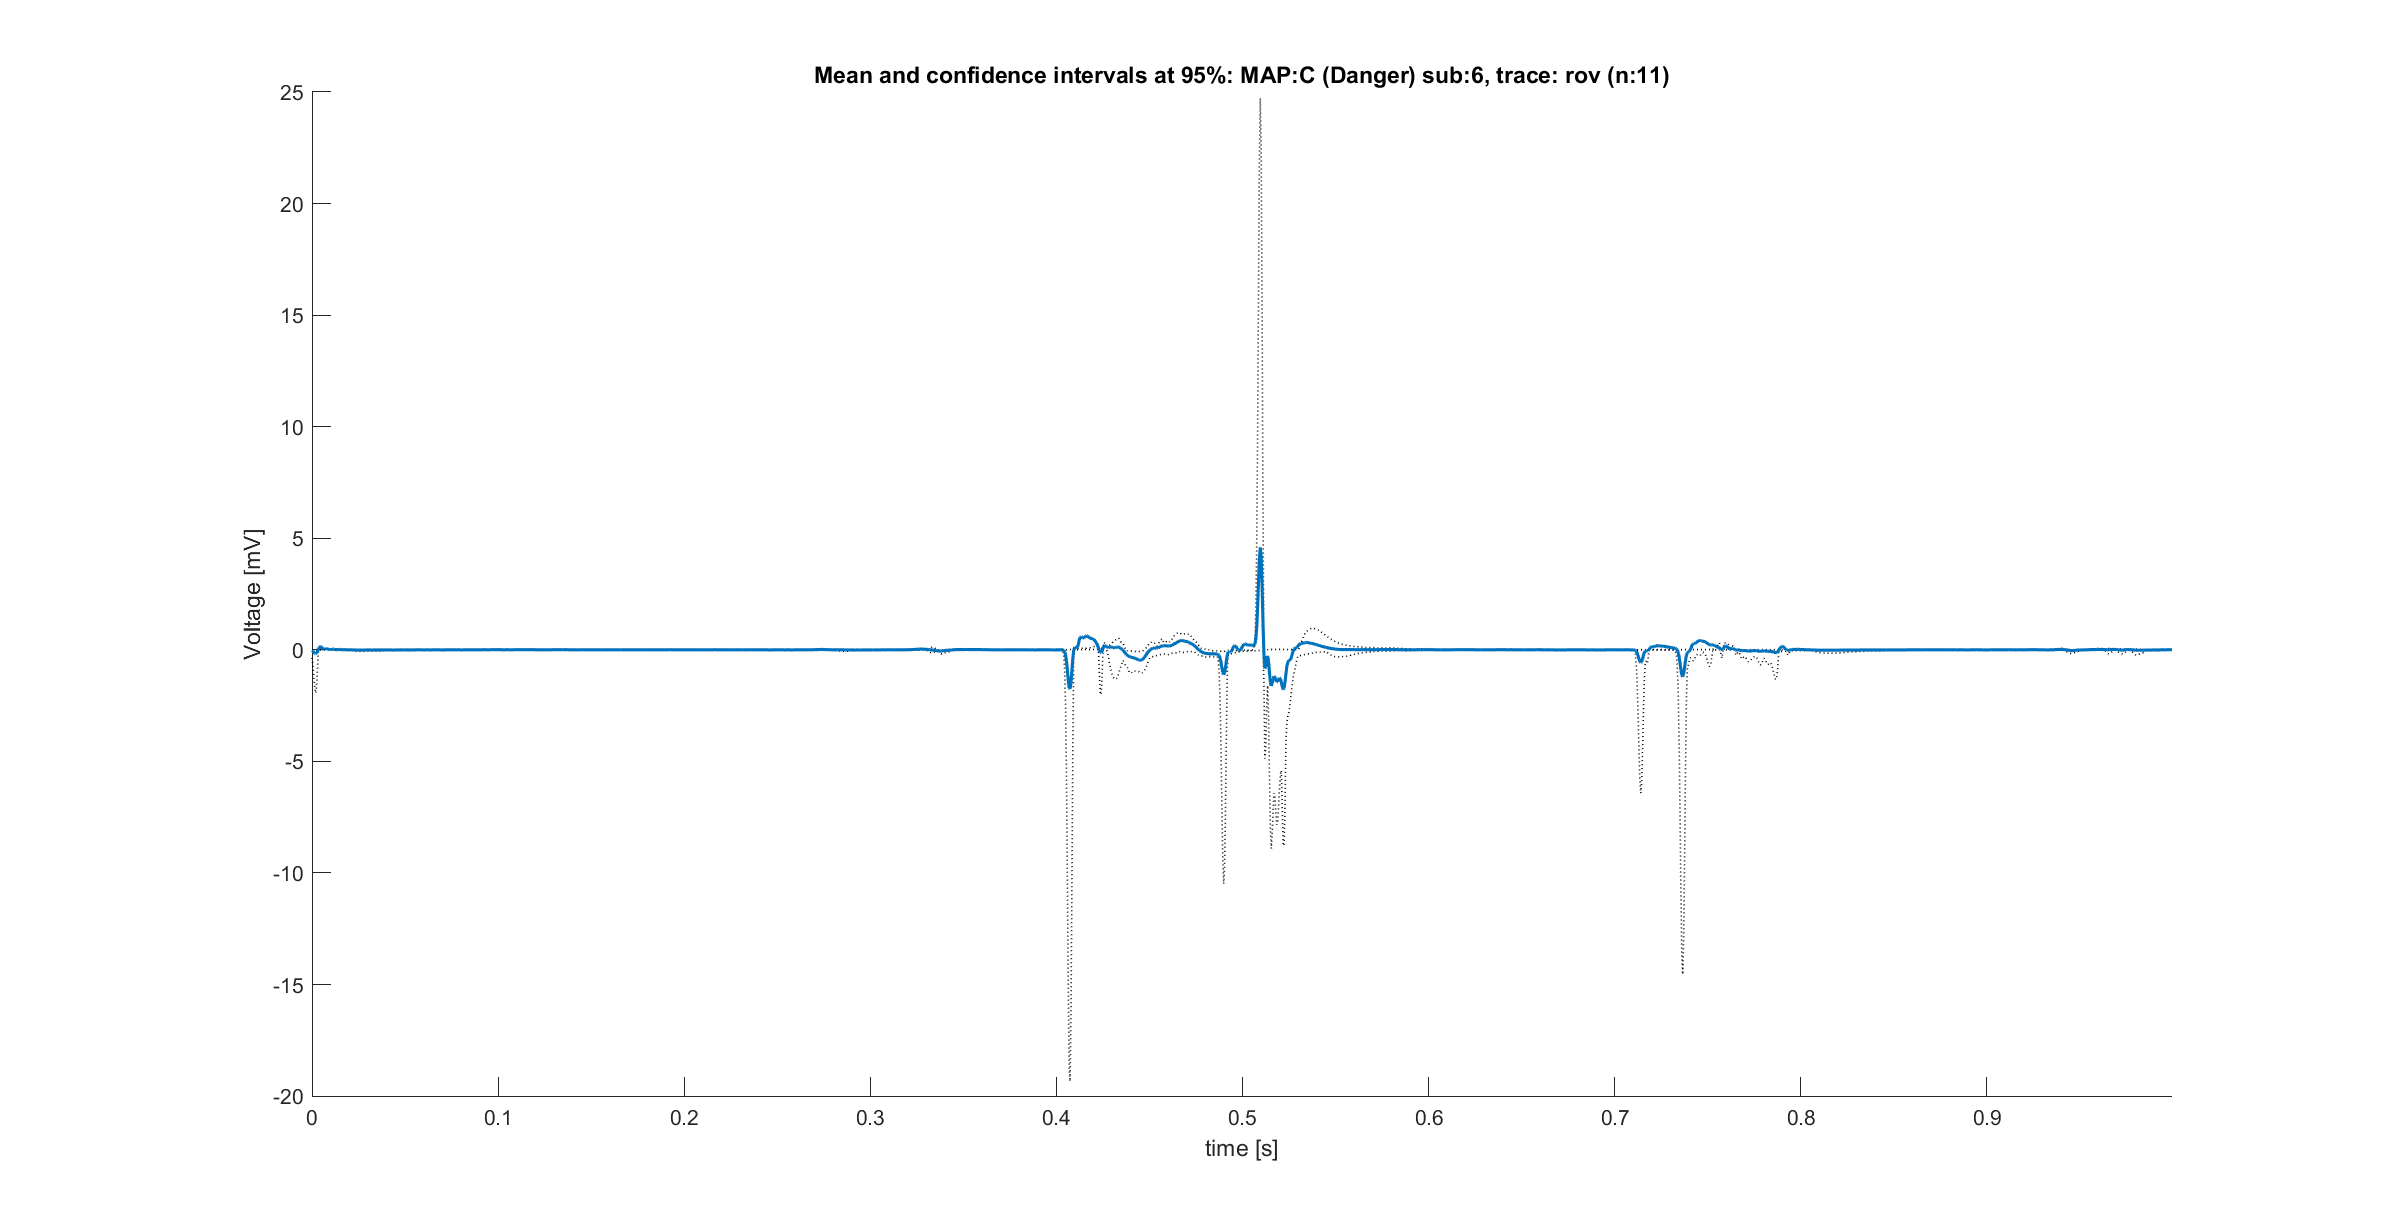 Mean and confidence intervals at 95%: MAP:C (Danger) sub:6, trace: rov (n:11)
25
20
15
10
5
0
-5
-10
-15
-20
Voltage [mV]
0 0.1 0.2 0.3 0.4 0.5 0.6 0.7 0.8 0.9
time [s]